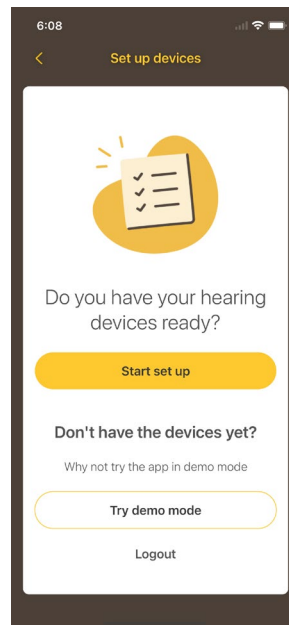 6:08
Set up devices
Do you have your hearing
devices ready?
Start set up
Don't have the devices yet?
Why not try the app in demo mode
Try demo mode
Logout